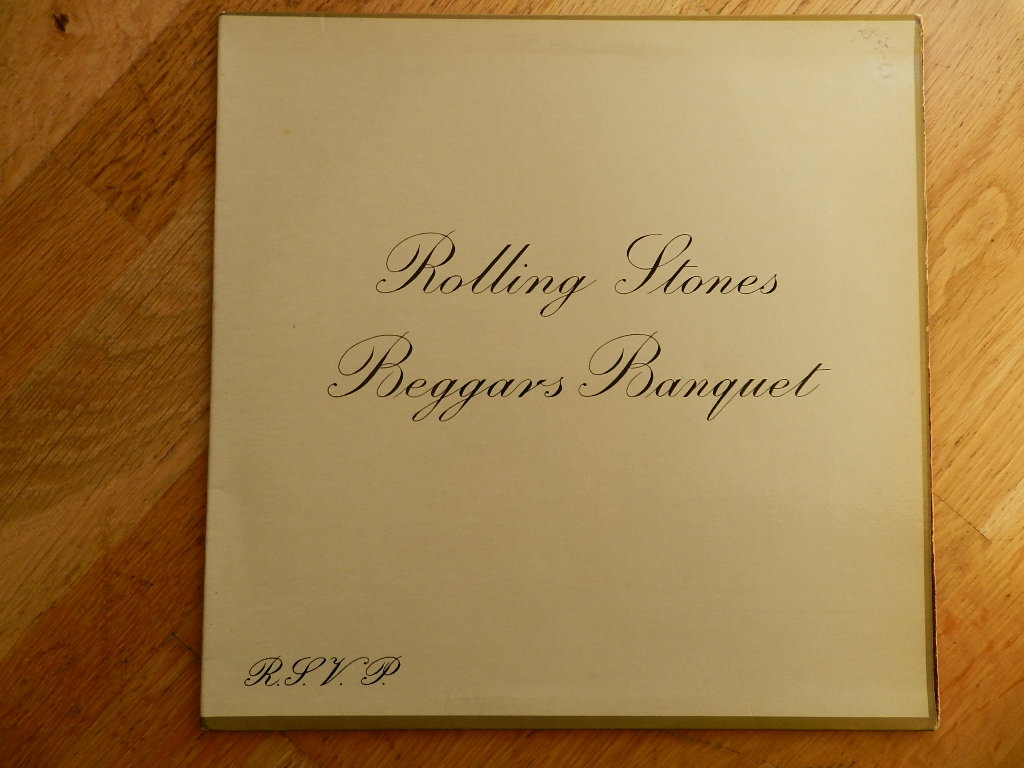 Rolling Stones
Beggars Banquet
R.S.V.P.